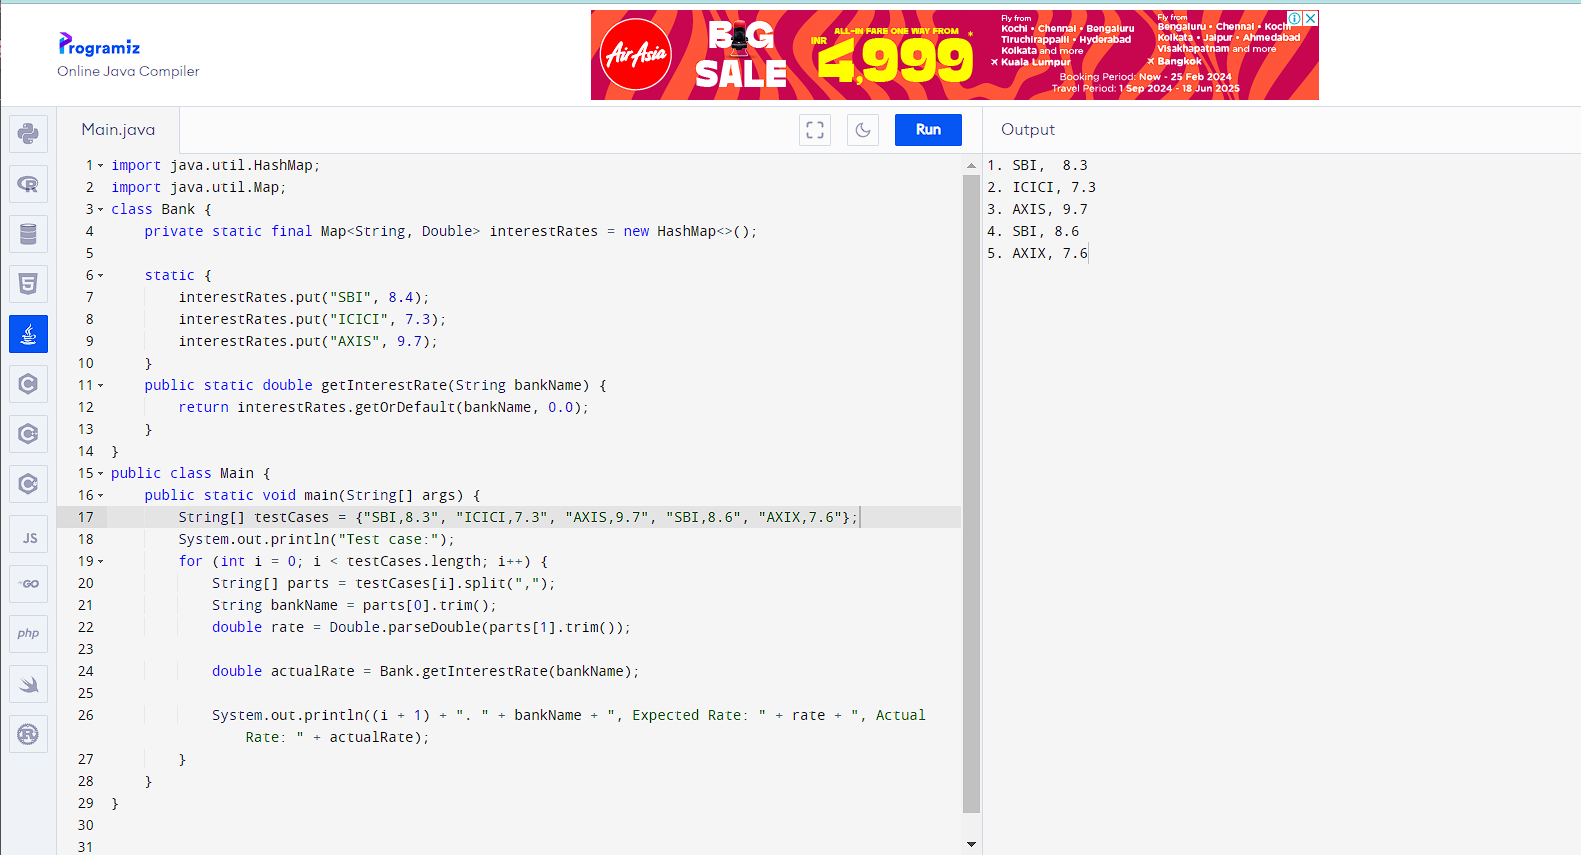 Programiz
Online Java Compiler
AirAsia
BIG
SALE
ALL-IN FARE ONE WAY FROM
INR
4,999*
Fly from
Kochi • Chennai • Bengaluru
Tiruchirappalli • Hyderabad
Kolkata and more
Kuala Lumpur
Fly from
Bengaluru • Chennai • Kochi
Kolkata • Jaipur • Ahmedabad
Visakhapatnam and more
Bangkok
Booking Period: Now - 25 Feb 2024
Travel Period: 1 Sep 2024 - 18 Jun 2025
Main.java
Run
Output
R
5
C
C
C
JS
GO
php
R
1 import java.util.HashMap;
2 import java.util.Map;
3 class Bank {
4 private static final Map<String, Double> interestRates = new HashMap<>();
5
6 static {
7 interestRates.put("SBI", 8.4);
8 interestRates.put("ICICI", 7.3);
9 interestRates.put("AXIS", 9.7);
10 }
11 public static double getInterestRate(String bankName) {
12 return interestRates.getOrDefault(bankName, 0.0);
13 }
14 }
15 public class Main {
16 public static void main(String[] args) {
17 String[] testCases = {"SBI,8.3", "ICICI,7.3", "AXIS,9.7", "SBI,8.6", "AXIX,7.6"};
18 System.out.println("Test case:");
19 for (int i = 0; i < testCases.length; i++) {
20 String[] parts = testCases[i].split(",");
21 String bankName = parts[0].trim();
22 double rate = Double.parseDouble(parts[1].trim());
23
24 double actualRate = Bank.getInterestRate(bankName);
25
26 System.out.println((i + 1) + ". " + bankName + ", Expected Rate: " + rate + ", Actual
Rate: " + actualRate);
27 }
28 }
29 }
30
31
1. SBI,  8.3
2. ICICI, 7.3
3. AXIS, 9.7
4. SBI, 8.6
5. AXIX, 7.6